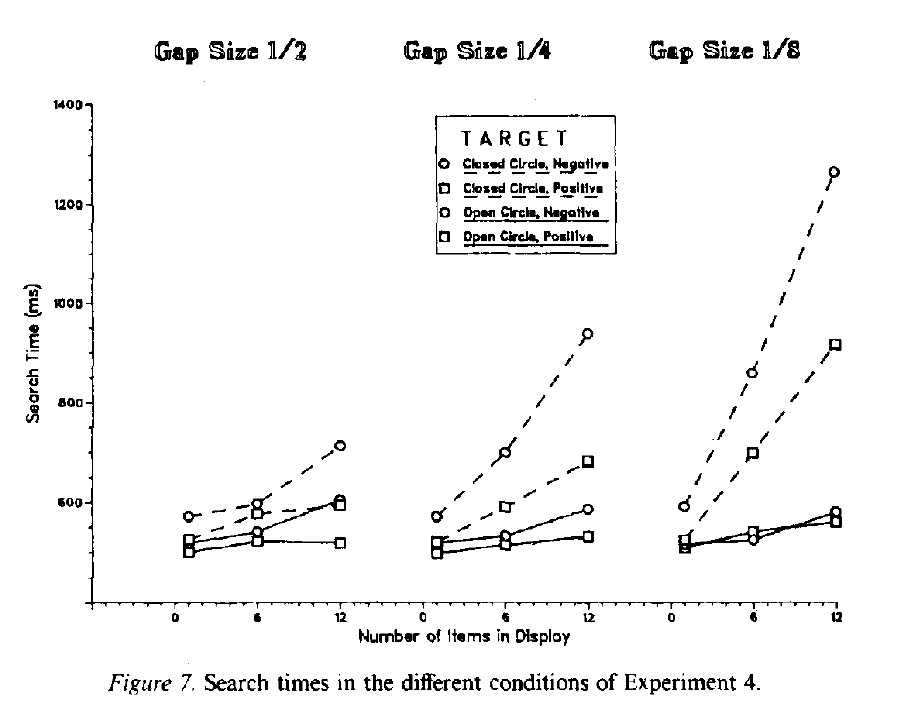 Gap Size 1/2
Gap Size 1/4
Gap Size 1/8
1400
1200
1000
800
600
Search Time (ms)
TARGET
Closed Circle, Negative
Closed Circle, Positive
Open Circle, Negative
Open Circle, Positive
0 6 12 0 6 12 0 6 12
Number of Items in Display
Figure 7. Search times in the different conditions of Experiment 4.